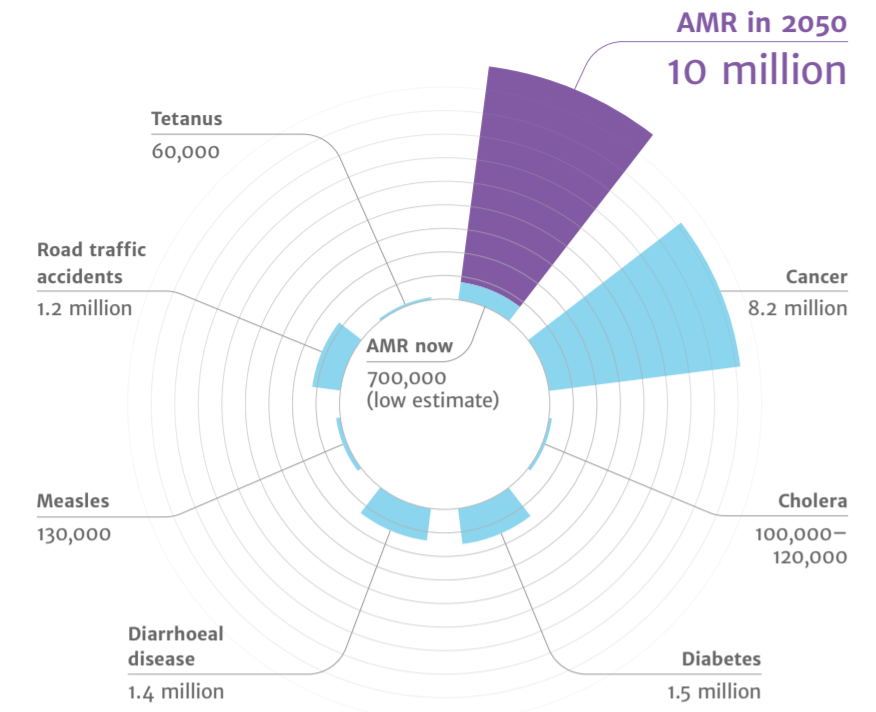 AMR in 2050
10 million
Tetanus
60,000
Road traffic
accidents
1.2 million
Cancer
8.2 million
AMR now
700,000
(low estimate)
Measles
130,000
Cholera
100,000–
120,000
Diarrhoeal
disease
1.4 million
Diabetes
1.5 million